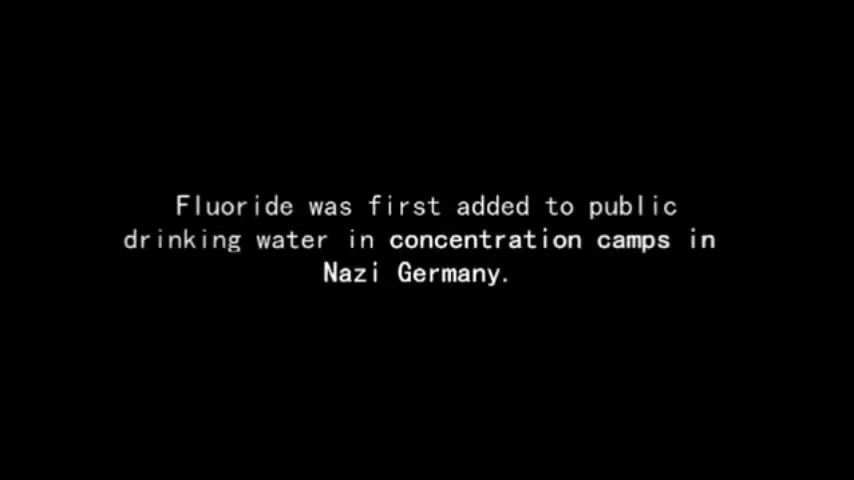 Fluoride was first added to public
drinking water in concentration camps in
Nazi Germany.